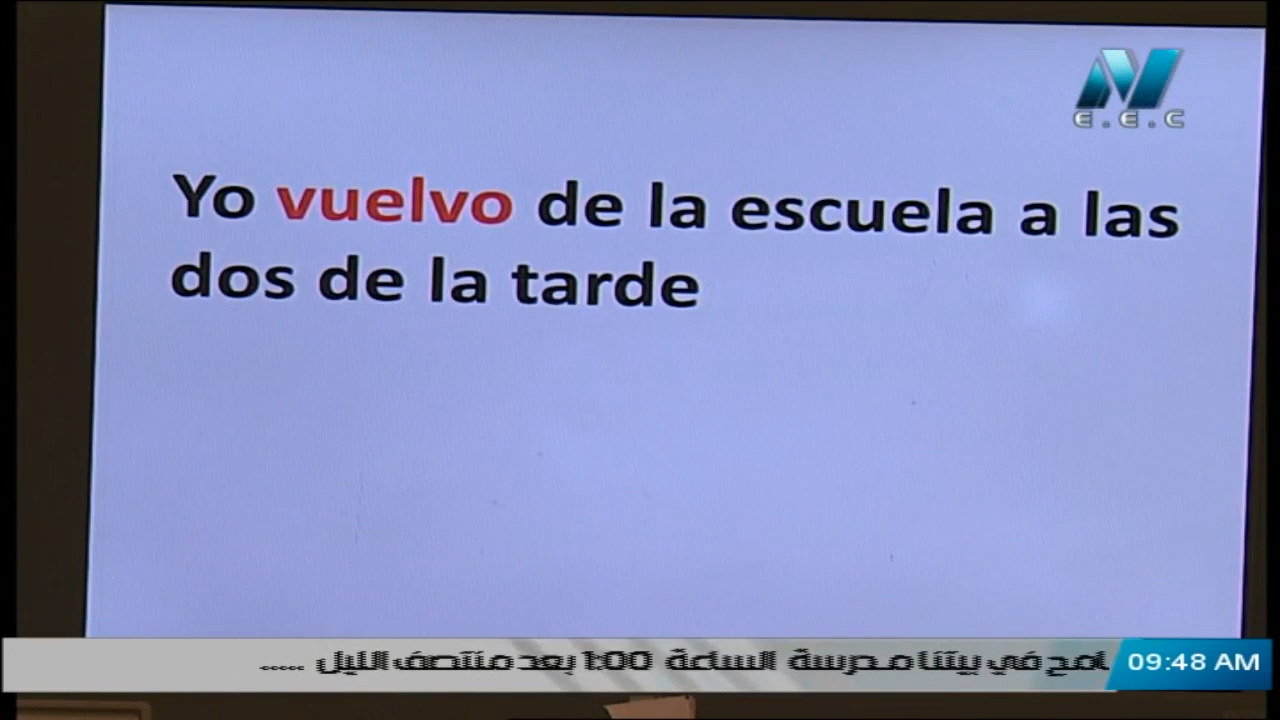 E.E.C
Yo vuelvo de la escuela a las
dos de la tarde
في بيتنا مدرسة الساعة 1:00 بعد منتصف الليل .....
09:48 AM